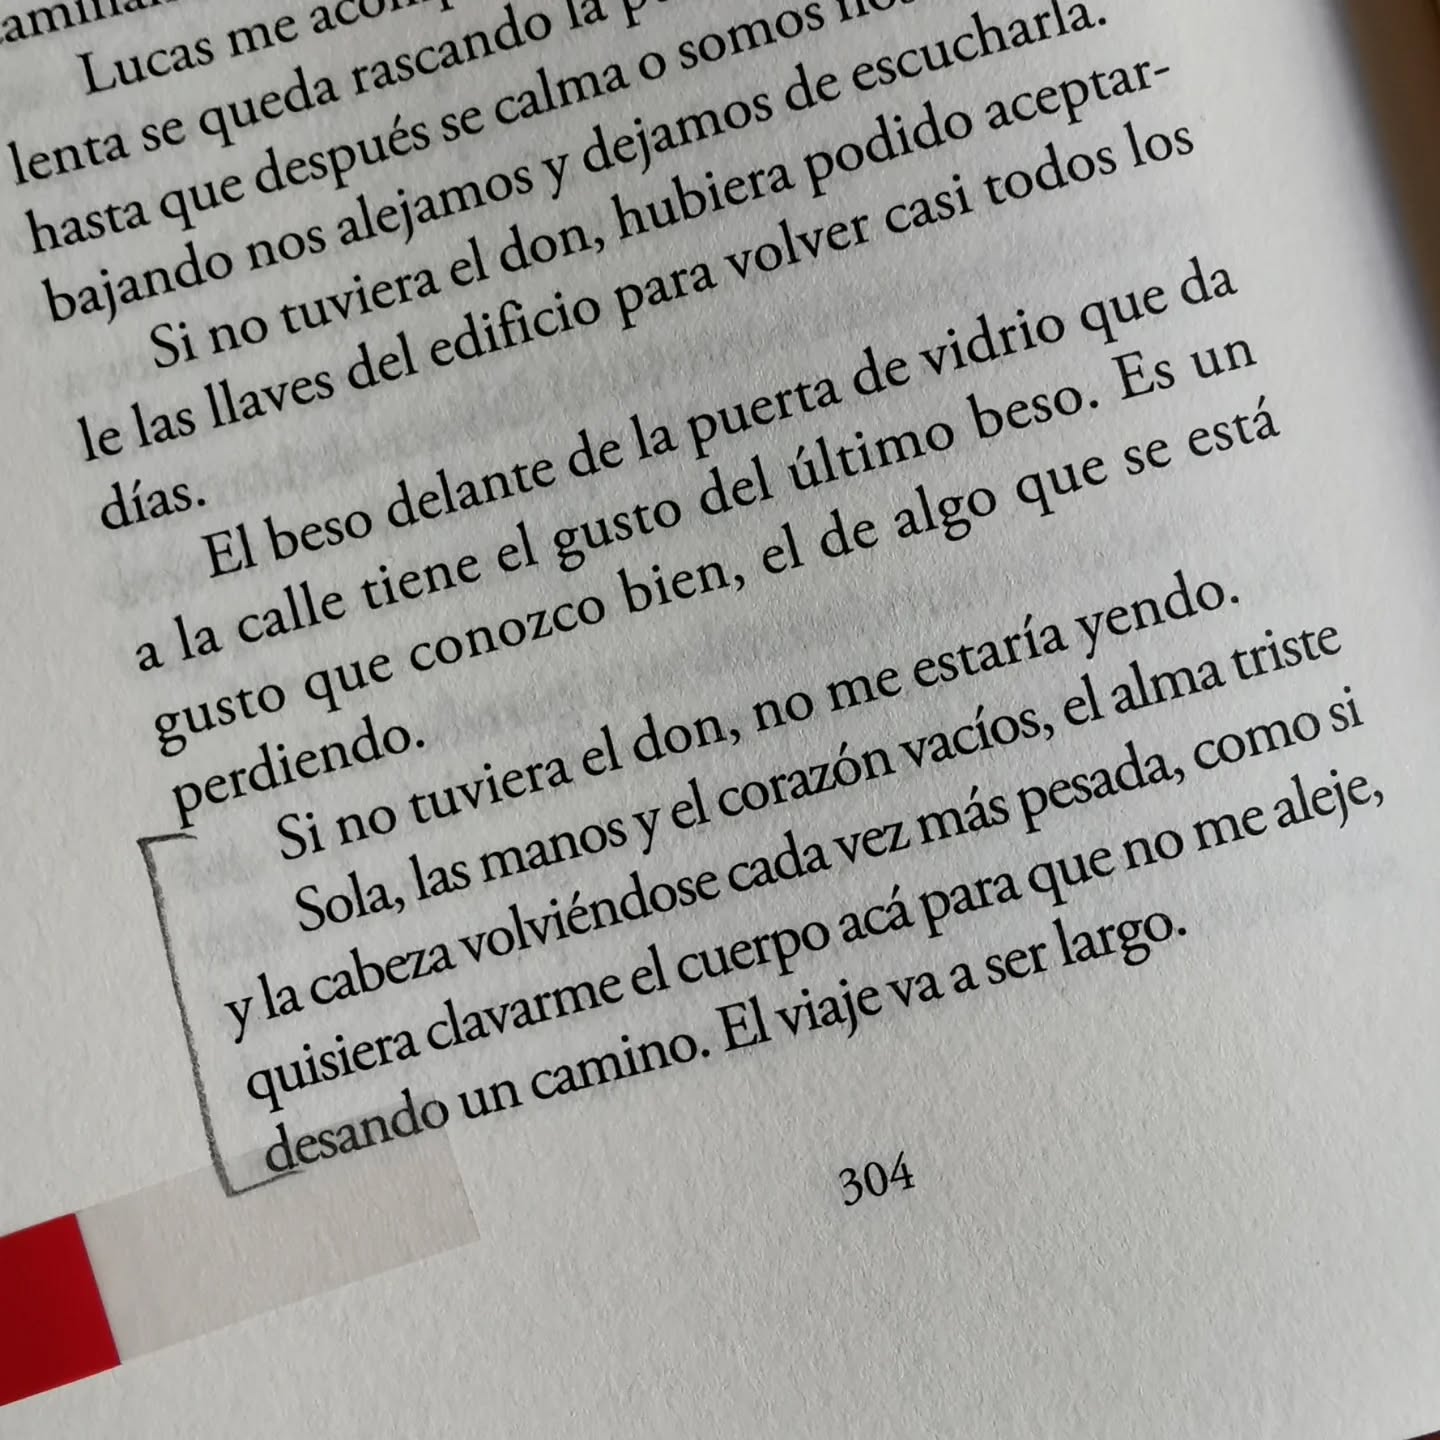 Lucas me
lenta se queda rascando la
hasta que después se calma o somos
bajando nos alejamos y dejamos de escucharla.
Si no tuviera el don, hubiera podido aceptar-
le las llaves del edificio para volver casi todos los
días.
El beso delante de la puerta de vidrio que da
a la calle tiene el gusto del último beso. Es un
gusto que conozco bien, el de algo que se está
perdiendo.
Si no tuviera el don, no me estaría yendo.
Sola, las manos y el corazón vacíos, el alma triste
y la cabeza volviéndose cada vez más pesada, como si
quisiera clavarme el cuerpo acá para que no me aleje,
desando un camino. El viaje va a ser largo.
304